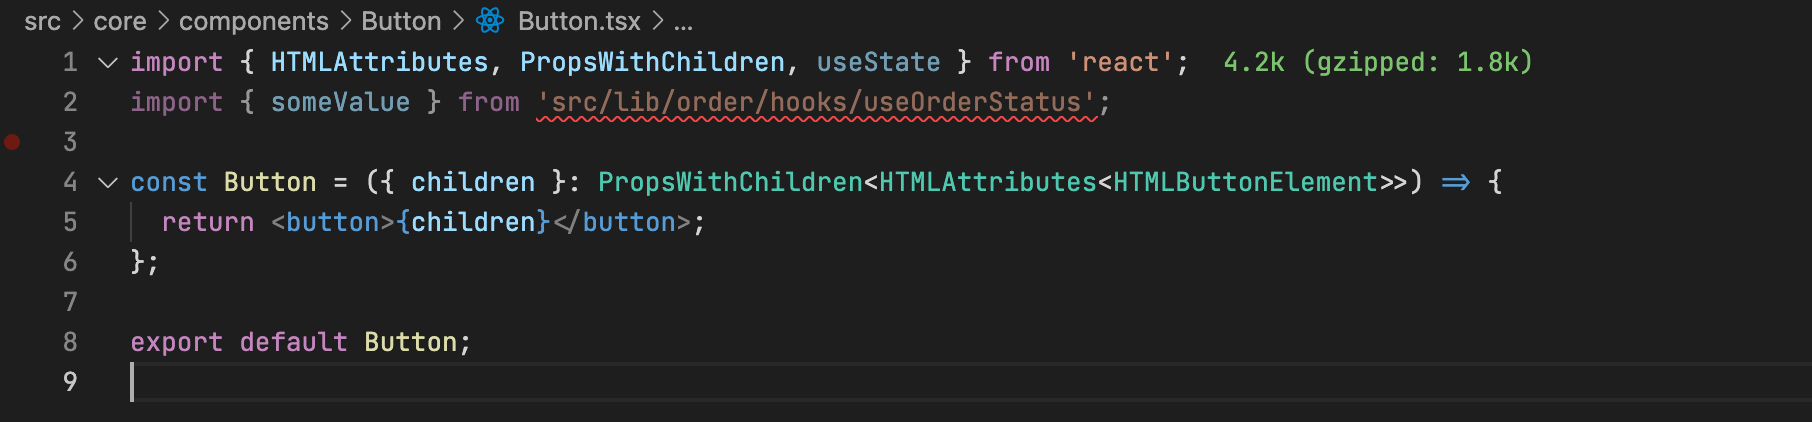 src > core > components > Button > Button.tsx > ...
1 import { HTMLAttributes, PropsWithChildren, useState } from 'react'; 4.2k (gzipped: 1.8k)
2 import { someValue } from 'src/lib/order/hooks/useOrderStatus';
3
4 const Button = ({ children }: PropsWithChildren<HTMLAttributes<HTMLButtonElement>>) => {
5 return <button>{children}</button>;
6 };
7
8 export default Button;
9